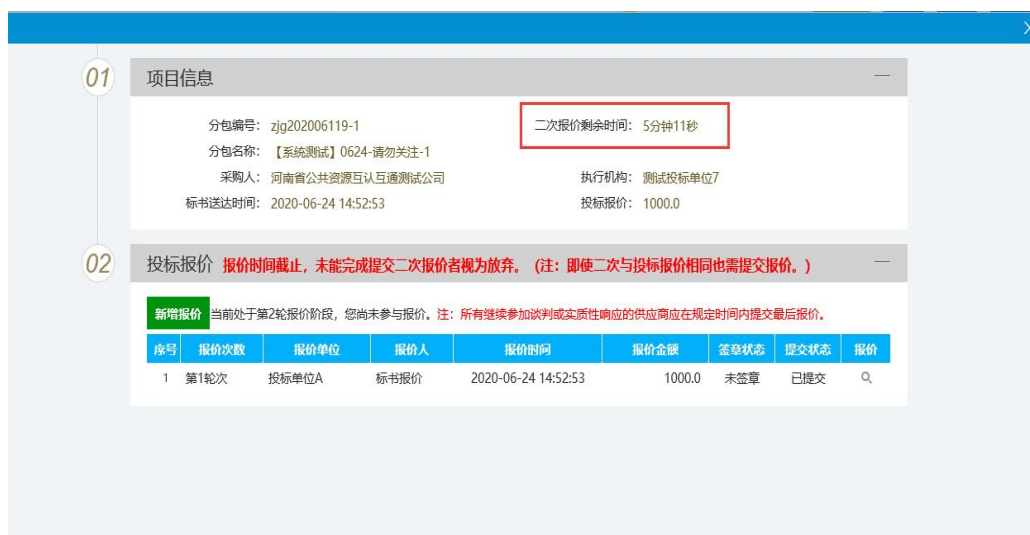 01 项目信息
分包编号: zjg202006119-1 二次报价剩余时间: 5分钟11秒
分包名称: 【系统测试】0624-请勿关注-1
采购人: 河南省公共资源互认互通测试公司 执行机构: 测试投标单位7
标书送达时间: 2020-06-24 14:52:53 投标报价: 1000.0
02 投标报价 报价时间截止，未能完成提交二次报价者视为放弃。（注：即使二次与投标报价相同也需提交报价。)
新增报价 当前处于第2轮报价阶段，您尚未参与报价。注：所有继续参加谈判或实质性响应的供应商应在规定时间内提交最后报价。
序号 报价次数 报价单位 报价人 报价时间 报价金额 签章状态 提交状态 报价
1 第1轮次 投标单位A 标书报价 2020-06-24 14:52:53 1000.0 未签章 已提交